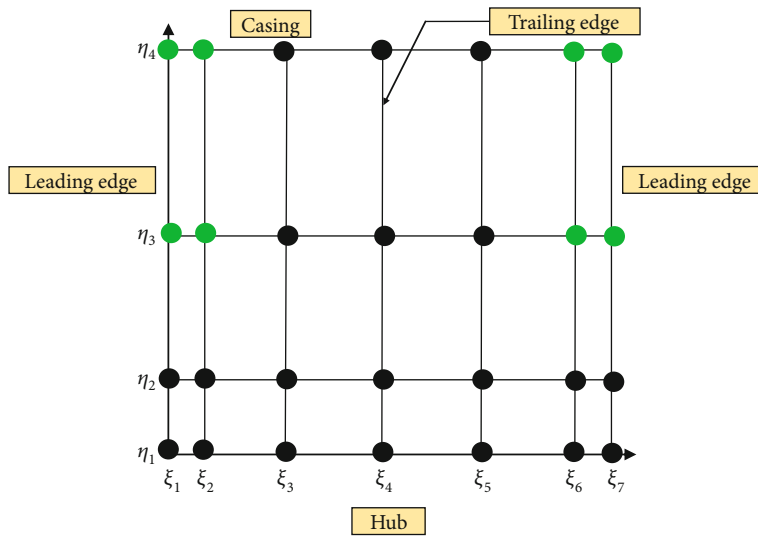 Casing
Trailing edge
η₄
Leading edge
Leading edge
η₃
η₂
η₁
ξ₁ ξ₂ ξ₃ ξ₄ ξ₅ ξ₆ ξ₇
Hub